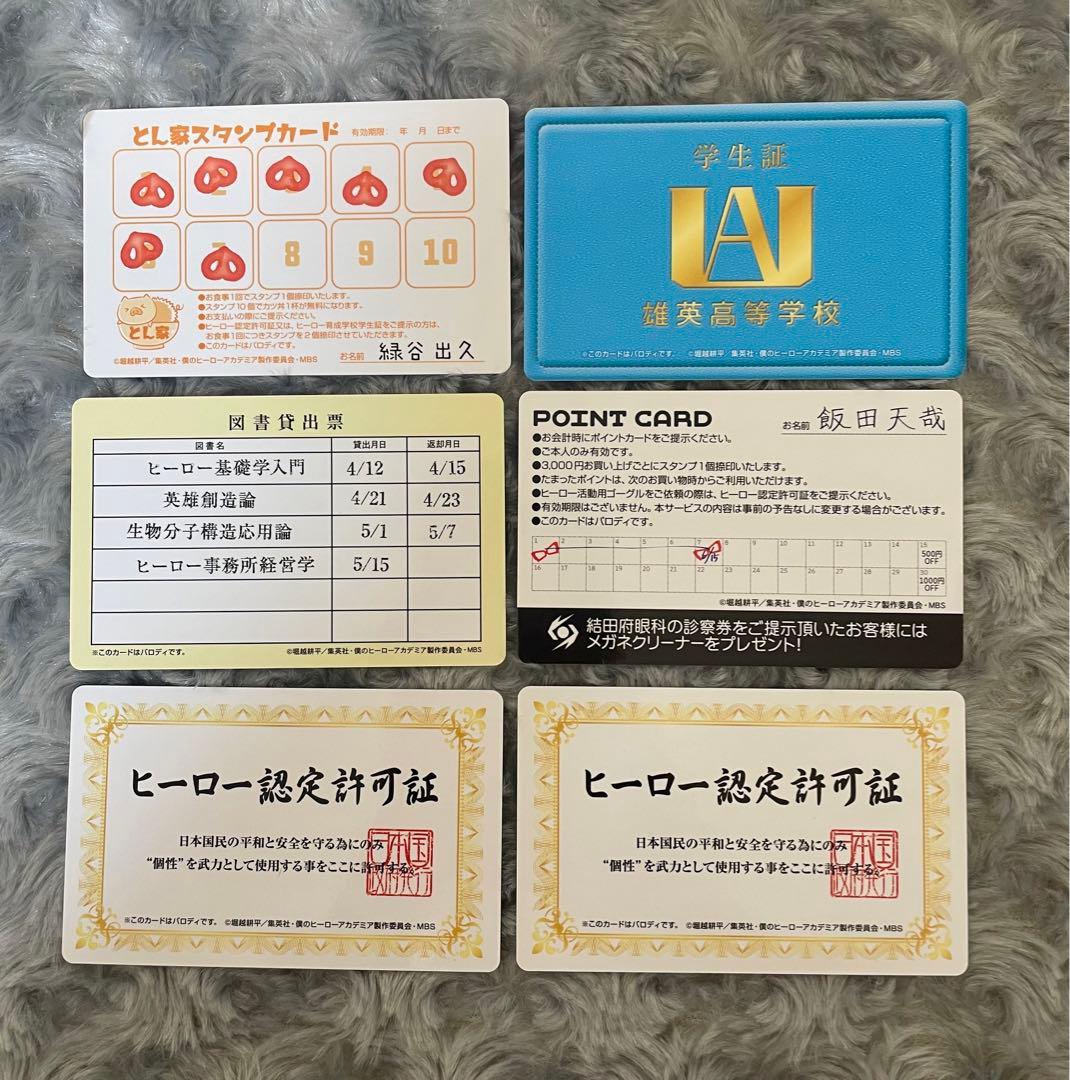 とん家スタンプカード 有効期限: 年 月 日まで
8 9 10
●お食事1回でスタンプ1個捺印いたします。
●スタンプ10個でカツ丼1杯が無料になります。
●お支払いの際にご提示ください。
●ヒーロー認定許可証又は、ヒーロー育成学校学生証をご提示の方は、
お食事1回につきスタンプを2個捺印させていただきます。
●このカードはパロディです。
とん家
お名前 緑谷出久
©堀越耕平/集英社・僕のヒーローアカデミア製作委員会・MBS
学生証
UA
雄英高等学校
※このカードはパロディです。 ©堀越耕平/集英社・僕のヒーローアカデミア製作委員会・MBS
図書貸出票
図書名 貸出月日 返却月日
ヒーロー基礎学入門 4/12 4/15
英雄創造論 4/21 4/23
生物分子構造応用論 5/1 5/7
ヒーロー事務所経営学 5/15
※このカードはパロディです。 ©堀越耕平/集英社・僕のヒーローアカデミア製作委員会・MBS
POINT CARD お名前 飯田天哉
●お会計時にポイントカードをご提示ください。
●ご本人のみ有効です。
●3,000円お買い上げごとにスタンプ1個捺印いたします。
●たまったポイントは、次のお買い物時からご利用いただけます。
●ヒーロー活動用ゴーグルをご依頼の際は、ヒーロー認定許可証をご提示ください。
●有効期限はございません。本サービスの内容は事前の予告なしに変更する場合がございます。
●このカードはパロディです。
1 2 3 4 5 6 7 8 9 10 11 12 13 14 15
500円OFF
16 17 18 19 20 21 22 23 24 25 26 27 28 29 30
1000円OFF
©堀越耕平/集英社・僕のヒーローアカデミア製作委員会・MBS
結田府眼科の診察券をご提示頂いたお客様には
メガネクリーナーをプレゼント!
ヒーロー認定許可証
日本国民の平和と安全を守る為にのみ
“個性”を武力として使用する事をここに許可する。
※このカードはパロディです。 ©堀越耕平/集英社・僕のヒーローアカデミア製作委員会・MBS
ヒーロー認定許可証
日本国民の平和と安全を守る為にのみ
“個性”を武力として使用する事をここに許可する。
※このカードはパロディです。 ©堀越耕平/集英社・僕のヒーローアカデミア製作委員会・MBS